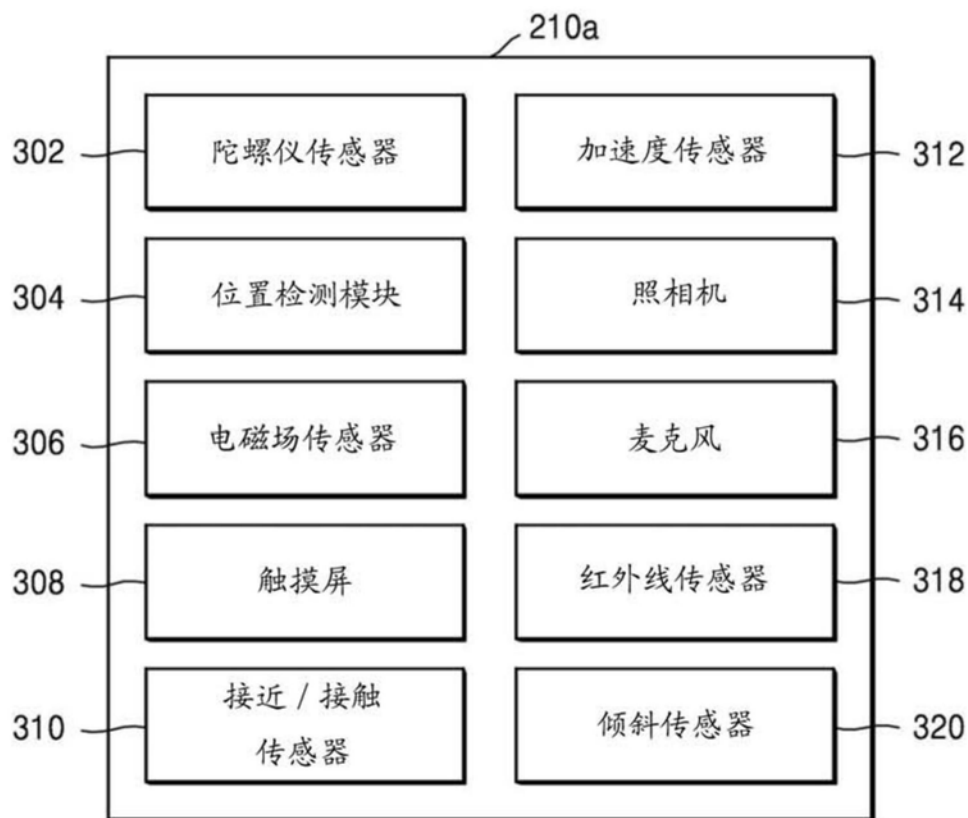 210a
302
陀螺仪传感器
加速度传感器
312
304
位置检测模块
照相机
314
306
电磁场传感器
麦克风
316
308
触摸屏
红外线传感器
318
310
接近 / 接触
传感器
倾斜传感器
320